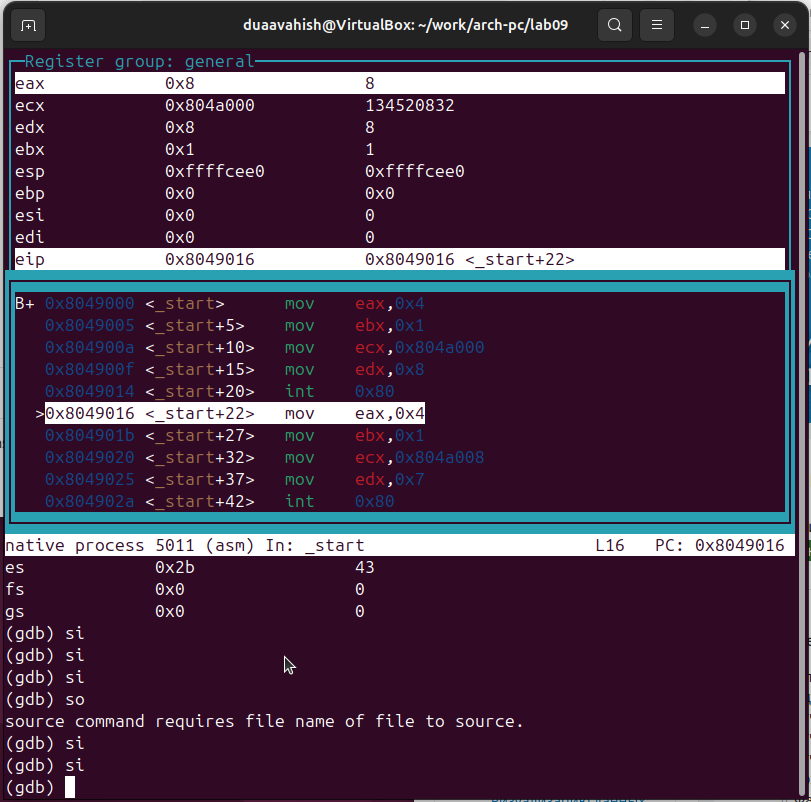 duaavahish@VirtualBox: ~/work/arch-pc/lab09
Register group: general
eax 0x8 8
ecx 0x804a000 134520832
edx 0x8 8
ebx 0x1 1
esp 0xffffcee0 0xffffcee0
ebp 0x0 0x0
esi 0x0 0
edi 0x0 0
eip 0x8049016 0x8049016 <_start+22>
B+ 0x8049000 <_start> mov eax,0x4
0x8049005 <_start+5> mov ebx,0x1
0x804900a <_start+10> mov ecx,0x804a000
0x804900f <_start+15> mov edx,0x8
0x8049014 <_start+20> int 0x80
>0x8049016 <_start+22> mov eax,0x4
0x804901b <_start+27> mov ebx,0x1
0x8049020 <_start+32> mov ecx,0x804a008
0x8049025 <_start+37> mov edx,0x7
0x804902a <_start+42> int 0x80
native process 5011 (asm) In: _start L16 PC: 0x8049016
es 0x2b 43
fs 0x0 0
gs 0x0 0
(gdb) si
(gdb) si
(gdb) si
(gdb) so
source command requires file name of file to source.
(gdb) si
(gdb) si
(gdb)